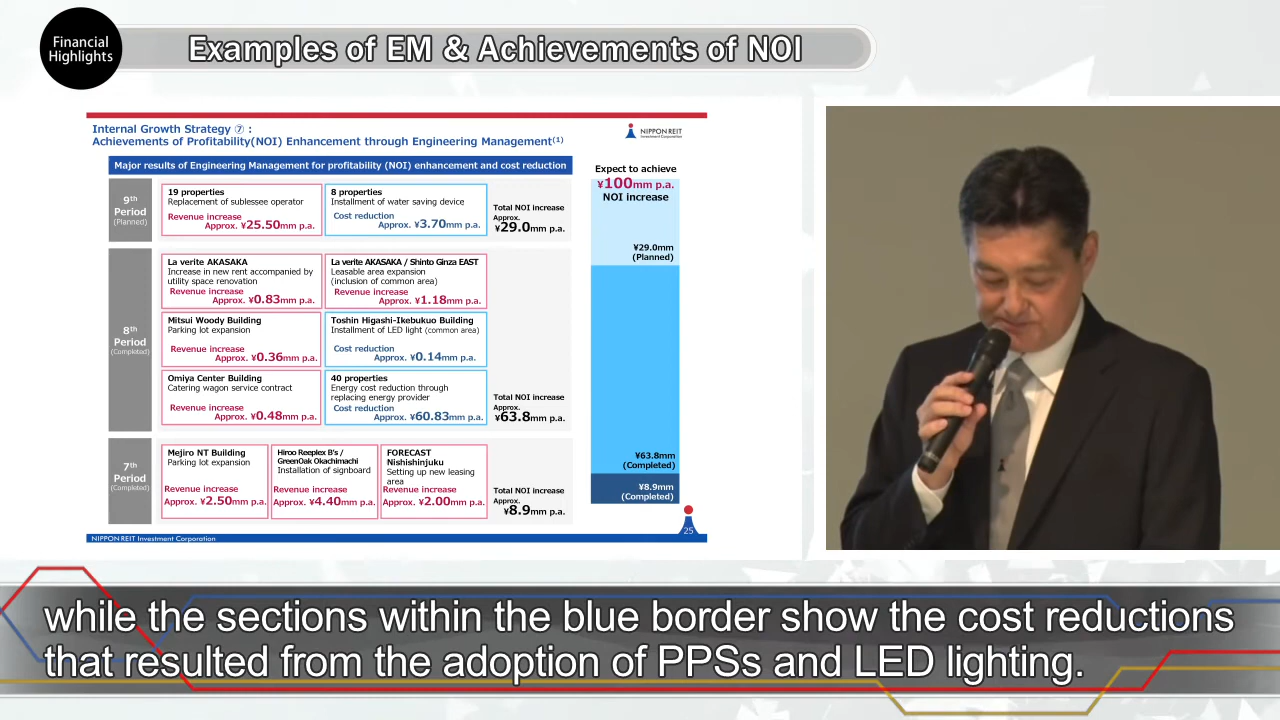 Financial
Highlights
Examples of EM & Achievements of NOI
Internal Growth Strategy ⑦ :
Achievements of Profitability(NOI) Enhancement through Engineering Management(1)
NIPPON REIT
Investment Corporation
Major results of Engineering Management for profitability (NOI) enhancement and cost reduction
9th
Period
(Planned)
19 properties
Replacement of sublessee operator
Revenue increase
Approx. ¥25.50mm p.a.
8 properties
Installment of water saving device
Cost reduction
Approx. ¥3.70mm p.a.
Total NOI increase
Approx.
¥29.0mm p.a.
8th
Period
(Completed)
La verite AKASAKA
Increase in new rent accompanied by
utility space renovation
Revenue increase
Approx. ¥0.83mm p.a.
La verite AKASAKA / Shinto Ginza EAST
Leasable area expansion
(inclusion of common area)
Revenue increase
Approx. ¥1.18mm p.a.
Mitsui Woody Building
Parking lot expansion
Revenue increase
Approx. ¥0.36mm p.a.
Toshin Higashi-Ikebukuo Building
Installment of LED light (common area)
Cost reduction
Approx. ¥0.14mm p.a.
Omiya Center Building
Catering wagon service contract
Revenue increase
Approx. ¥0.48mm p.a.
40 properties
Energy cost reduction through
replacing energy provider
Cost reduction
Approx. ¥60.83mm p.a.
Total NOI increase
Approx.
¥63.8mm p.a.
7th
Period
(Completed)
Mejiro NT Building
Parking lot expansion
Revenue increase
Approx. ¥2.50mm p.a.
Hiroo Reeplex B's /
GreenOak Okachimachi
Installation of signboard
Revenue increase
Approx. ¥4.40mm p.a.
FORECAST
Nishishinjuku
Setting up new leasing
area
Revenue increase
Approx. ¥2.00mm p.a.
Total NOI increase
Approx.
¥8.9mm p.a.
Expect to achieve
¥100mm p.a.
NOI increase
¥29.0mm
(Planned)
¥63.8mm
(Completed)
¥8.9mm
(Completed)
25
NIPPON REIT Investment Corporation
while the sections within the blue border show the cost reductions
that resulted from the adoption of PPSs and LED lighting.